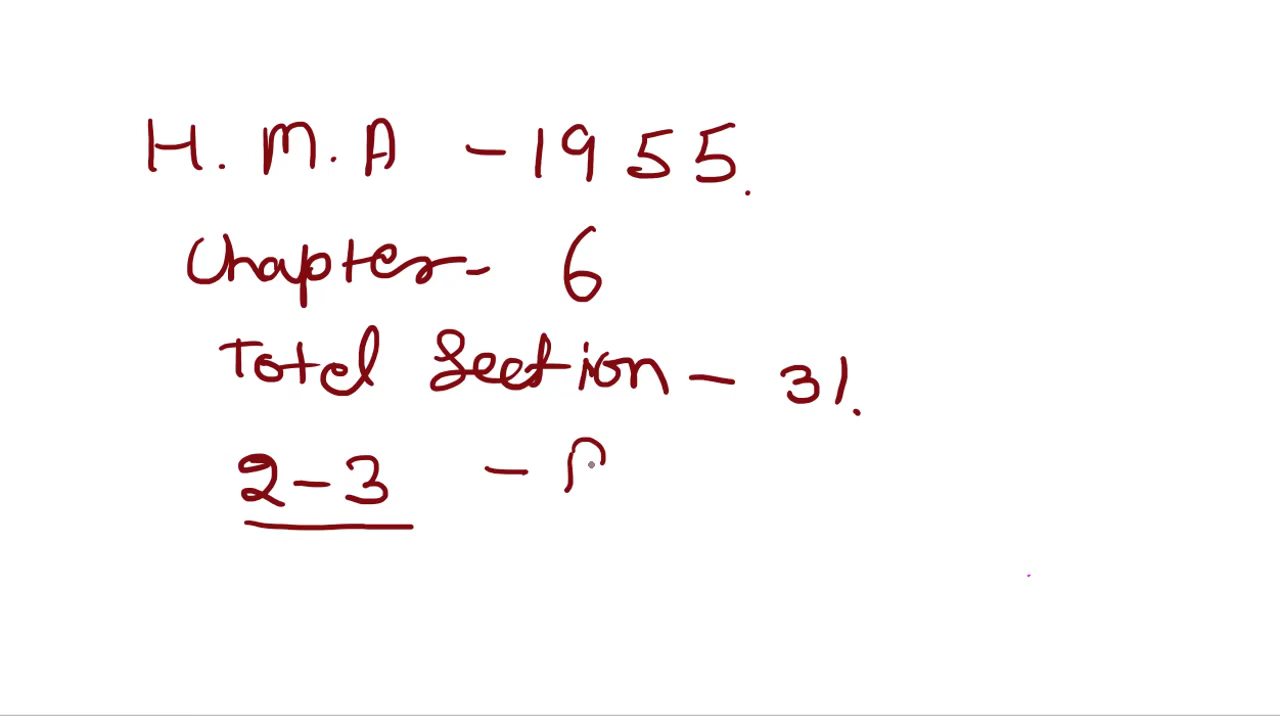 H. M. A - 1955.
Chapter - 6
Total Section - 31.
2-3 -